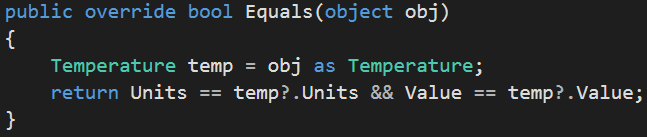 public override bool Equals(object obj)
{
    Temperature temp = obj as Temperature;
    return Units == temp?.Units && Value == temp?.Value;
}